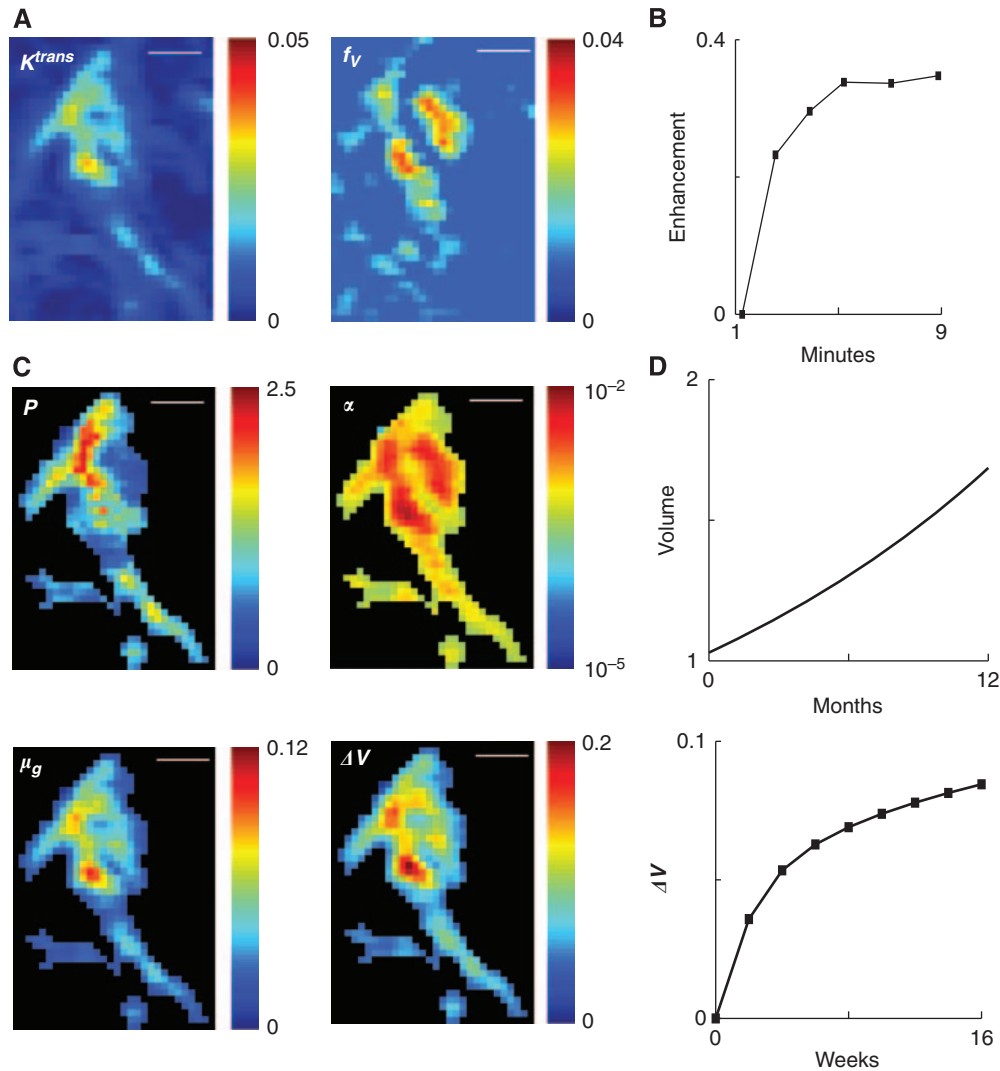 A
K^trans
0.05
0
f_V
0.04
0
B
0.4
Enhancement
0
1
9
Minutes
C
P
2.5
0
α
10^−2
10^−5
D
2
Volume
1
0
12
Months
μ_g
0.12
0
ΔV
0.2
0
0.1
ΔV
0
0
8
16
Weeks